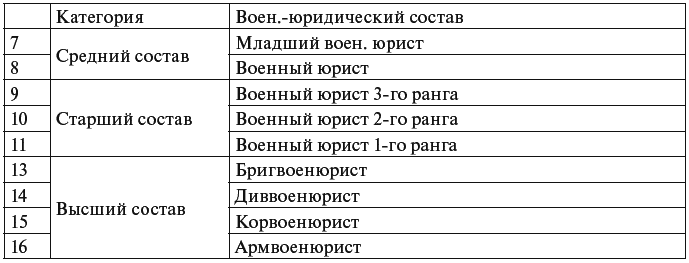 Категория Воен.-юридический состав
7 Средний состав Младший воен. юрист
8 Военный юрист
9 Старший состав Военный юрист 3-го ранга
10 Военный юрист 2-го ранга
11 Военный юрист 1-го ранга
13 Высший состав Бригвоенюрист
14 Диввоенюрист
15 Корвоенюрист
16 Армвоенюрист